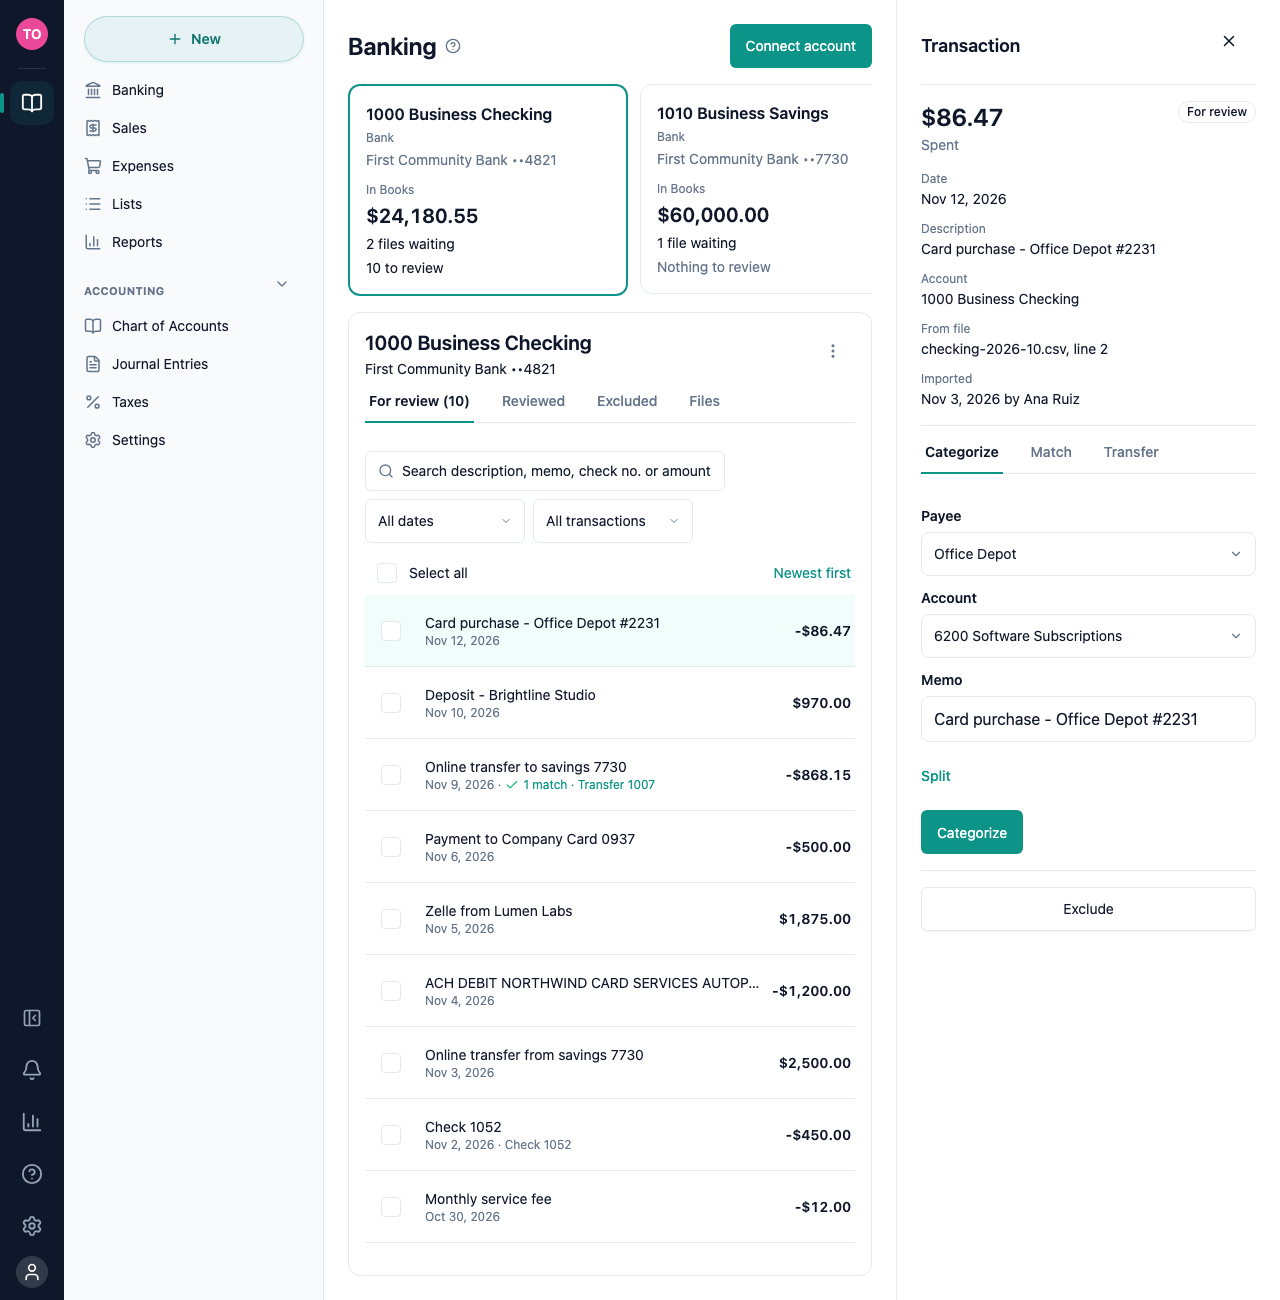 TO
New
Banking
Sales
Expenses
Lists
Reports
ACCOUNTING
Chart of Accounts
Journal Entries
Taxes
Settings
Banking
Connect account
1000 Business Checking
Bank
First Community Bank ••4821
In Books
$24,180.55
2 files waiting
10 to review
1010 Business Savings
Bank
First Community Bank ••7730
In Books
$60,000.00
1 file waiting
Nothing to review
1000 Business Checking
First Community Bank ••4821
For review (10) Reviewed Excluded Files
Search description, memo, check no. or amount
All dates All transactions
Select all Newest first
Card purchase - Office Depot #2231
Nov 12, 2026
-$86.47
Deposit - Brightline Studio
Nov 10, 2026
$970.00
Online transfer to savings 7730
Nov 9, 2026 · 1 match · Transfer 1007
-$868.15
Payment to Company Card 0937
Nov 6, 2026
-$500.00
Zelle from Lumen Labs
Nov 5, 2026
$1,875.00
ACH DEBIT NORTHWIND CARD SERVICES AUTOP...
Nov 4, 2026
-$1,200.00
Online transfer from savings 7730
Nov 3, 2026
$2,500.00
Check 1052
Nov 2, 2026 · Check 1052
-$450.00
Monthly service fee
Oct 30, 2026
-$12.00
Transaction
$86.47
For review
Spent
Date
Nov 12, 2026
Description
Card purchase - Office Depot #2231
Account
1000 Business Checking
From file
checking-2026-10.csv, line 2
Imported
Nov 3, 2026 by Ana Ruiz
Categorize Match Transfer
Payee
Office Depot
Account
6200 Software Subscriptions
Memo
Card purchase - Office Depot #2231
Split
Categorize
Exclude